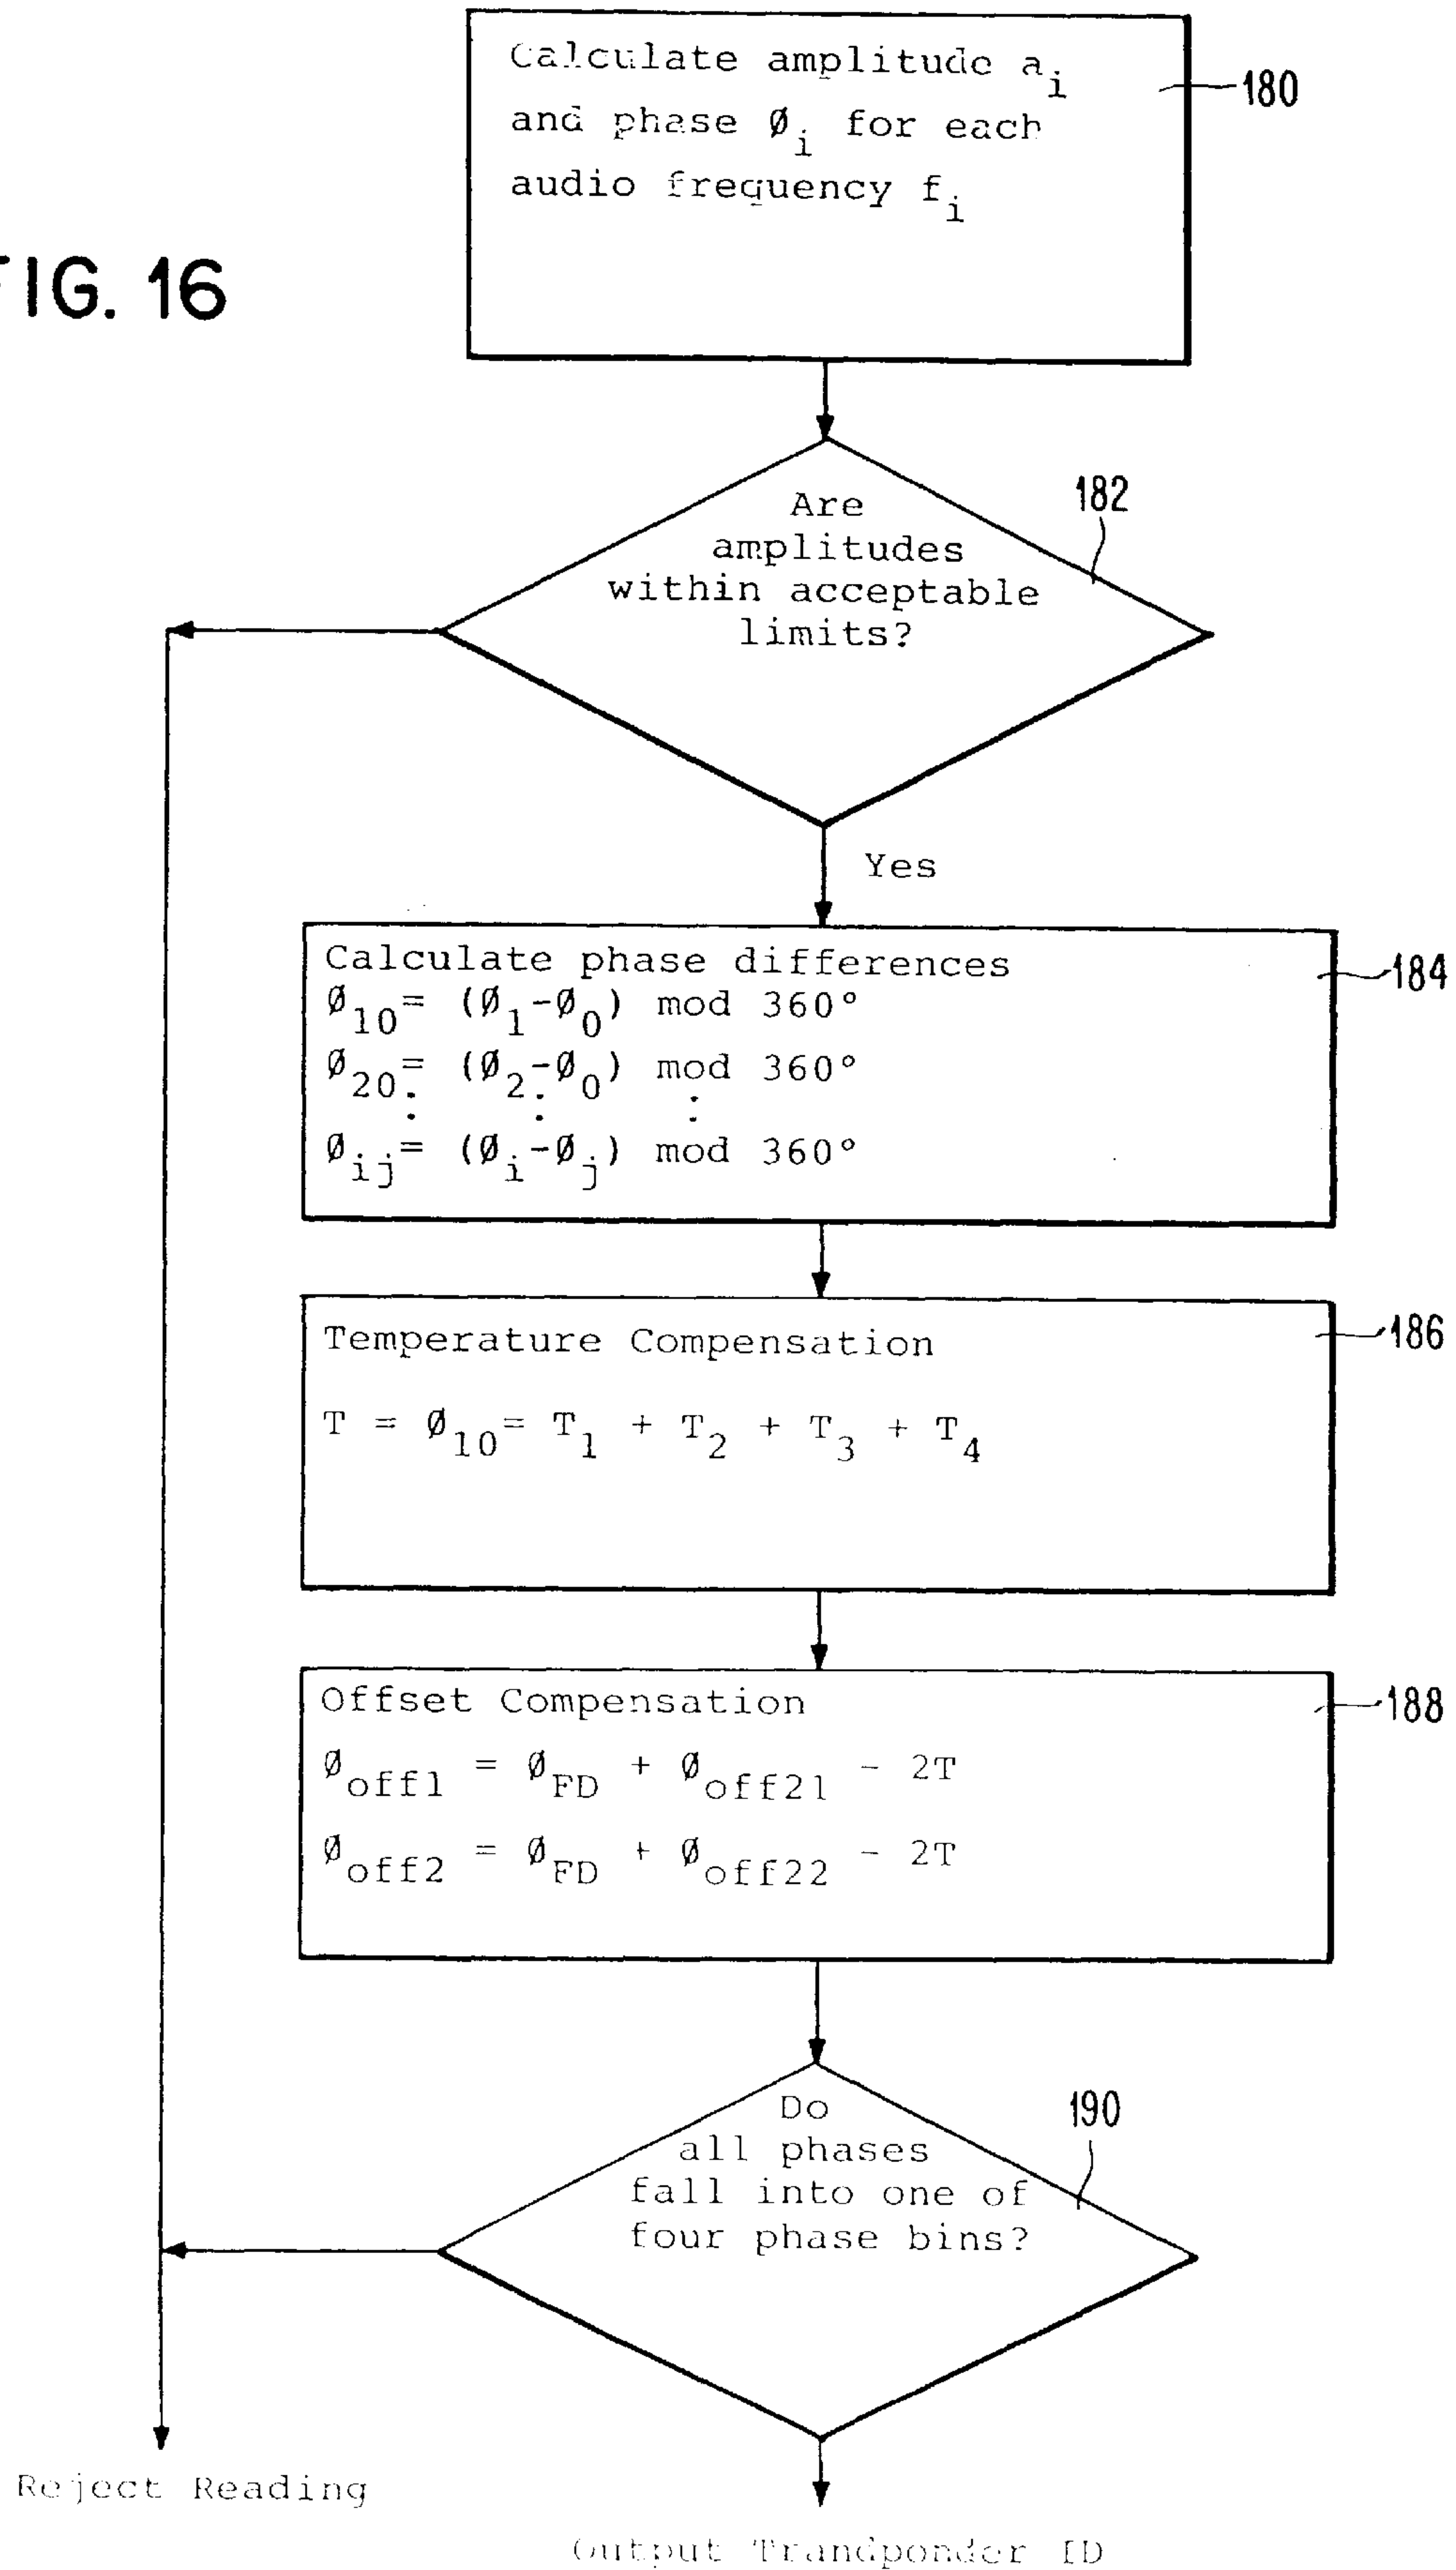 FIG. 16
Calculate amplitude a_i
and phase Ø_i for each
audio frequency f_i
180
Are
amplitudes
within acceptable
limits?
182
Yes
Calculate phase differences
Ø_10= (Ø_1-Ø_0) mod 360°
Ø_20= (Ø_2-Ø_0) mod 360°
: : :
Ø_ij= (Ø_i-Ø_j) mod 360°
184
Temperature Compensation
T = Ø_10= T_1 + T_2 + T_3 + T_4
186
Offset Compensation
Ø_off1 = Ø_FD + Ø_off21 - 2T
Ø_off2 = Ø_FD + Ø_off22 - 2T
188
Do
all phases
fall into one of
four phase bins?
190
Reject Reading
Output Trandponder ID